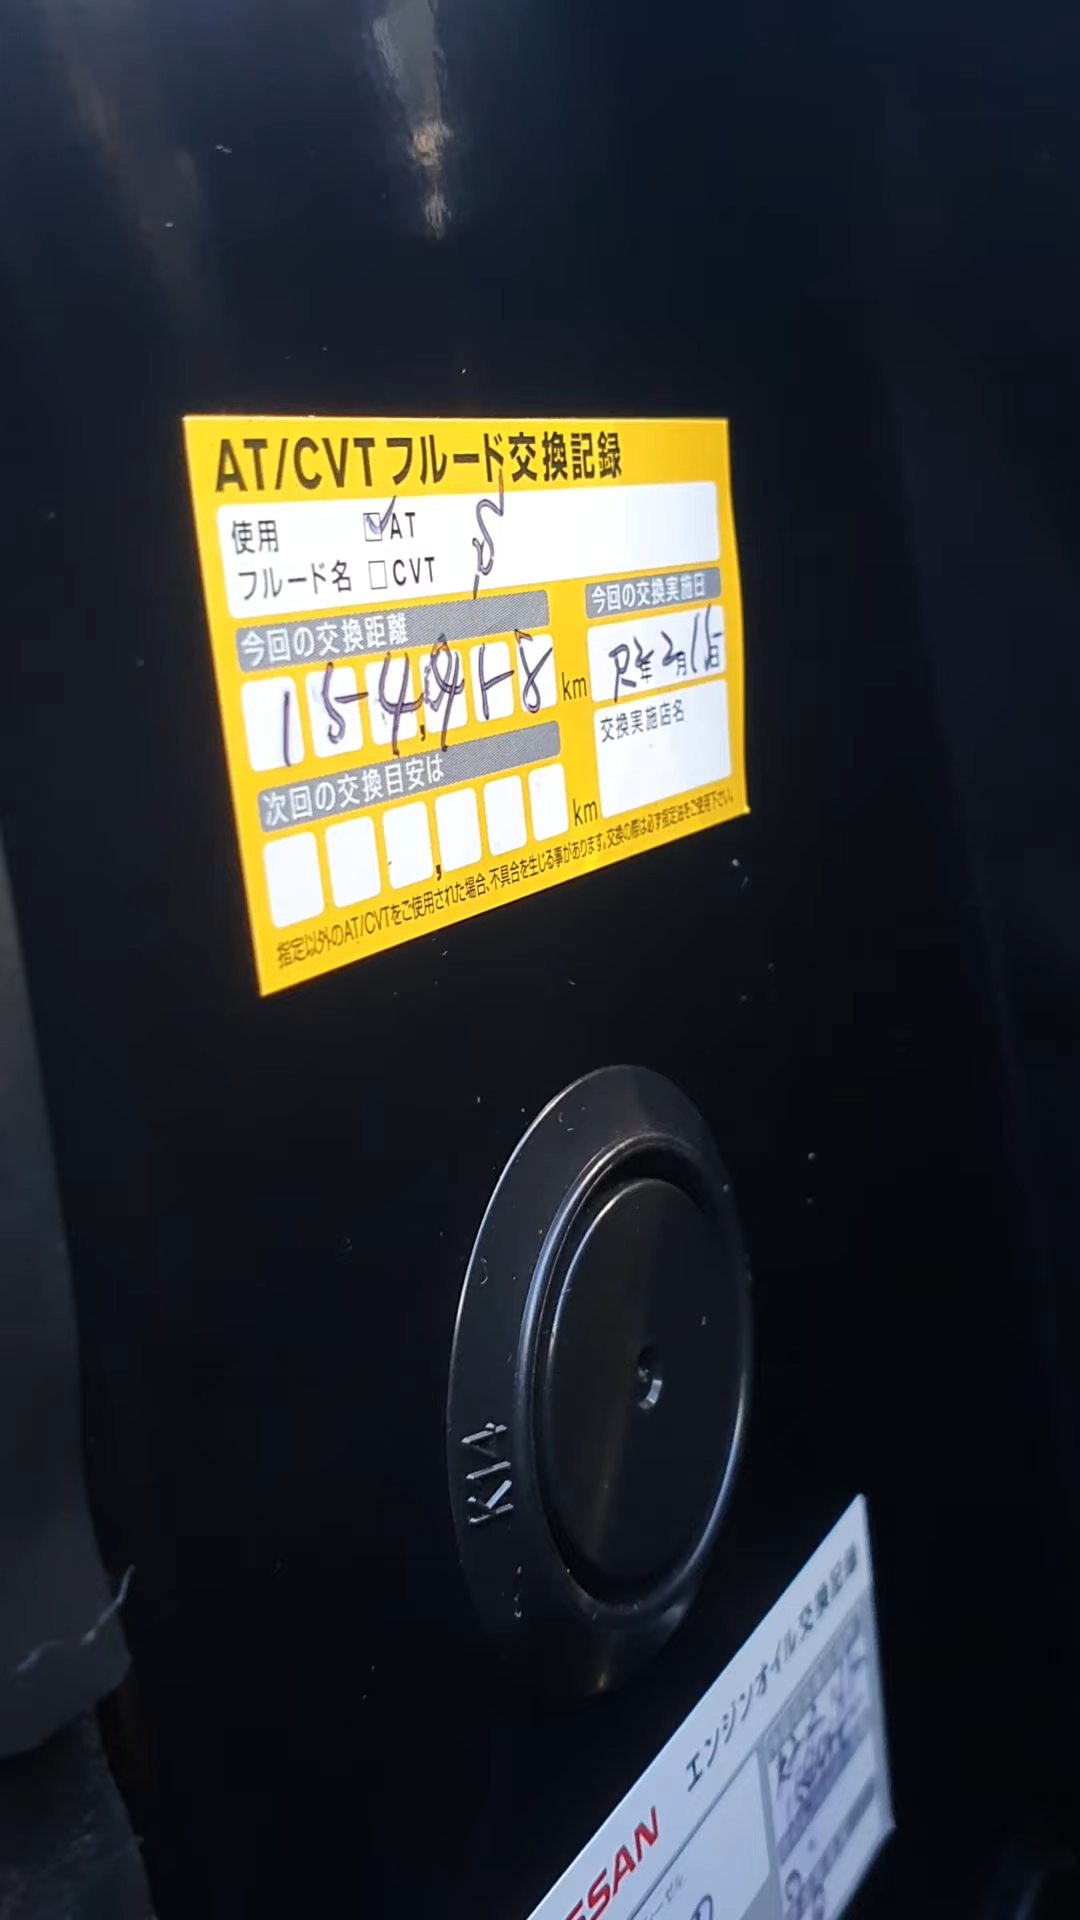 AT/CVTフルード交換記録
使用 AT
フルード名 CVT
S
今回の交換距離
154,918 km
今回の交換実施日
R年2月15日
交換実施店名
次回の交換目安は
, km
指定以外のAT/CVTをご使用された場合、不具合を生じる事があります。交換の際は必ず指定油をご使用下さい。
エンジンオイル交換記録
SSAN